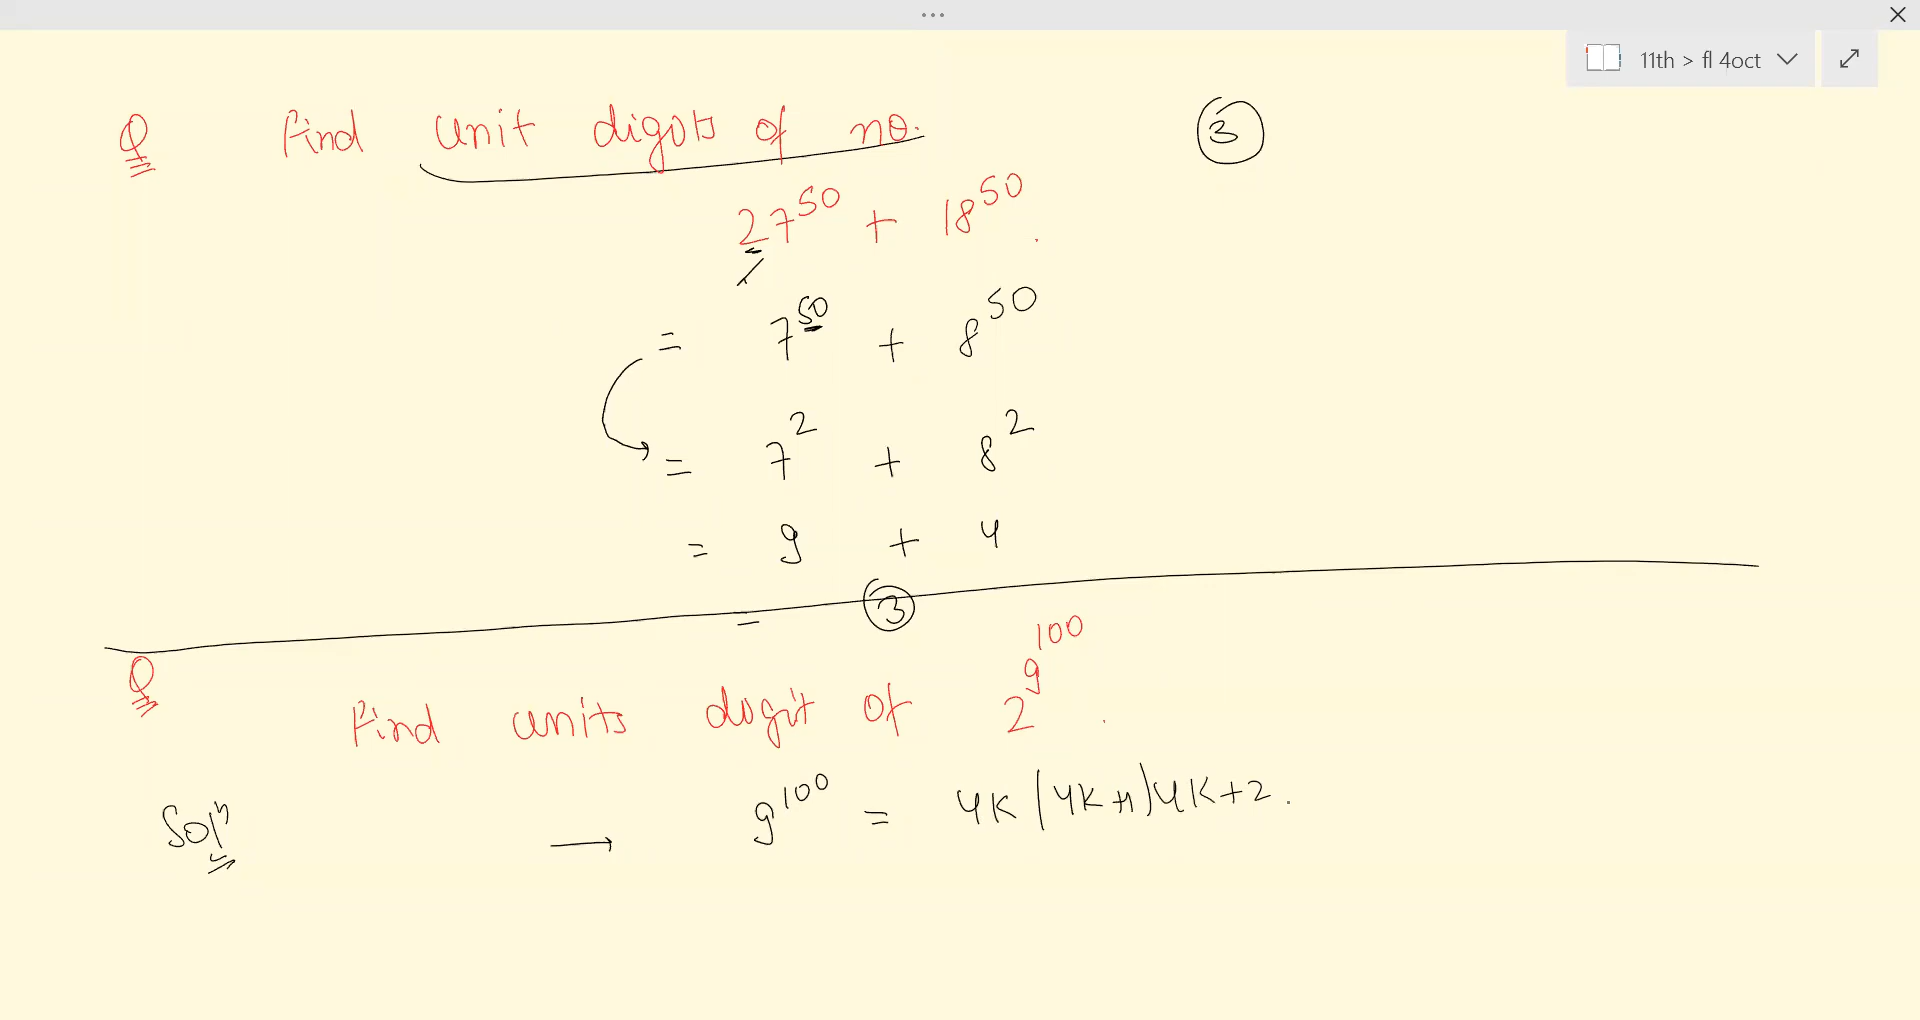 11th > fl 4oct
Q Find unit digits of no. ③
27^50 + 18^50.
= 7^50 + 8^50
= 7^2 + 8^2
= 9 + 4
= ③
Q Find units digit of 2^9^100.
Solⁿ → 9^100 = 4K / 4K+1 / 4K+2.